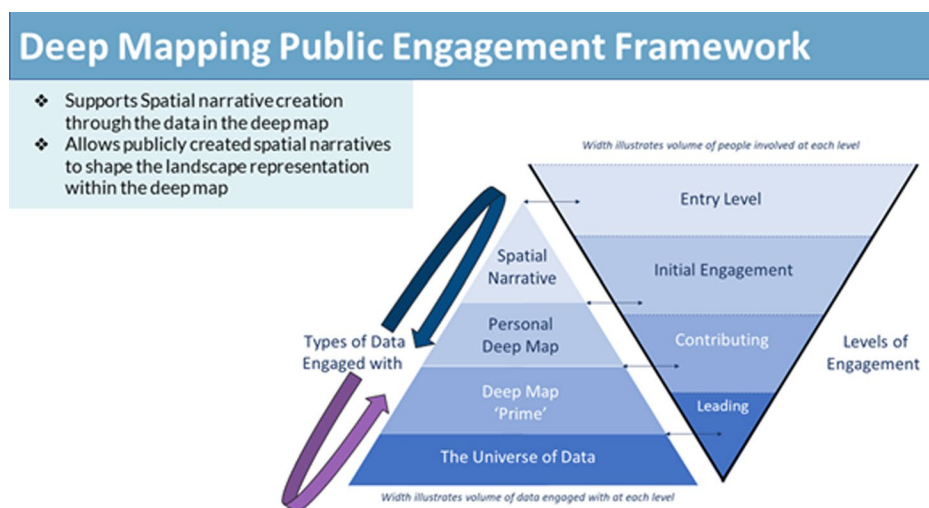 Deep Mapping Public Engagement Framework
❖ Supports Spatial narrative creation
through the data in the deep map
❖ Allows publicly created spatial narratives
to shape the landscape representation
within the deep map
Width illustrates volume of people involved at each level
Entry Level
Spatial
Narrative
Initial Engagement
Types of Data
Engaged with
Personal
Deep Map
Contributing
Levels of
Engagement
Deep Map
‘Prime’
Leading
The Universe of Data
Width illustrates volume of data engaged with at each level